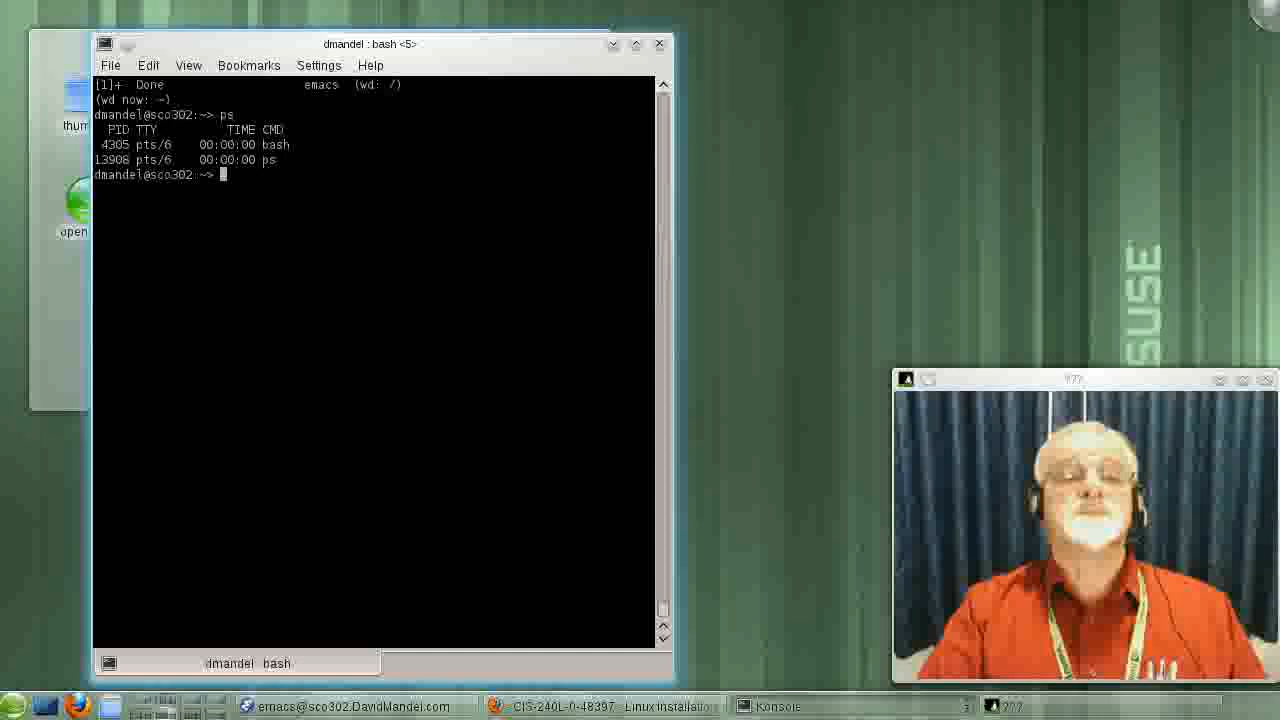 dmandel : bash <5>
File Edit View Bookmarks Settings Help
[1]+ Done emacs (wd: /)
(wd now: ~)
dmandel@sco302:~> ps
PID TTY TIME CMD
4305 pts/6 00:00:00 bash
13908 pts/6 00:00:00 ps
dmandel@sco302:~>
thum
open
SUSE
???
dmandel bash
@sco302.DavidMandel.com
CIS-240L-0-48397 Linux Installation
Konsole
3
???